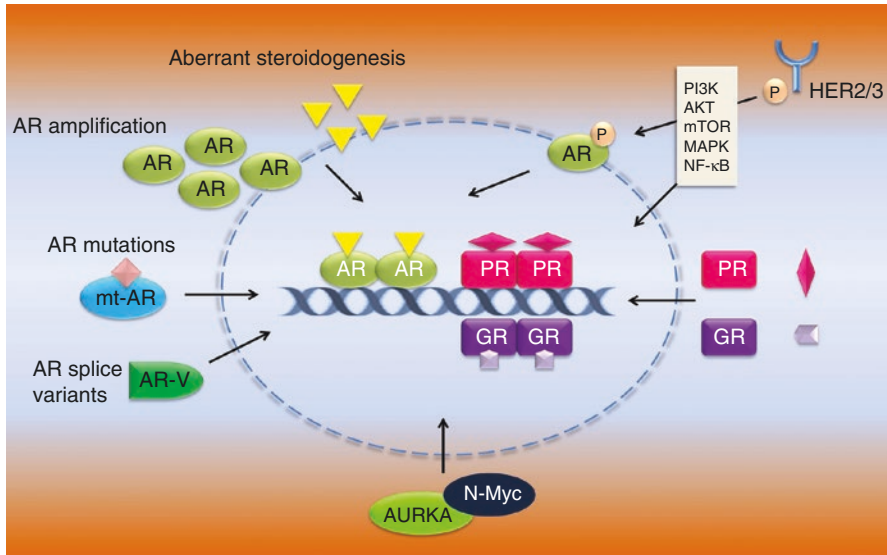 Aberrant steroidogenesis
AR amplification
AR
AR
AR
AR
AR
P
PI3K
AKT
mTOR
MAPK
NF-κB
P
HER2/3
AR mutations
mt-AR
AR splice
variants
AR-V
AR
AR
PR
PR
GR
GR
PR
GR
N-Myc
AURKA